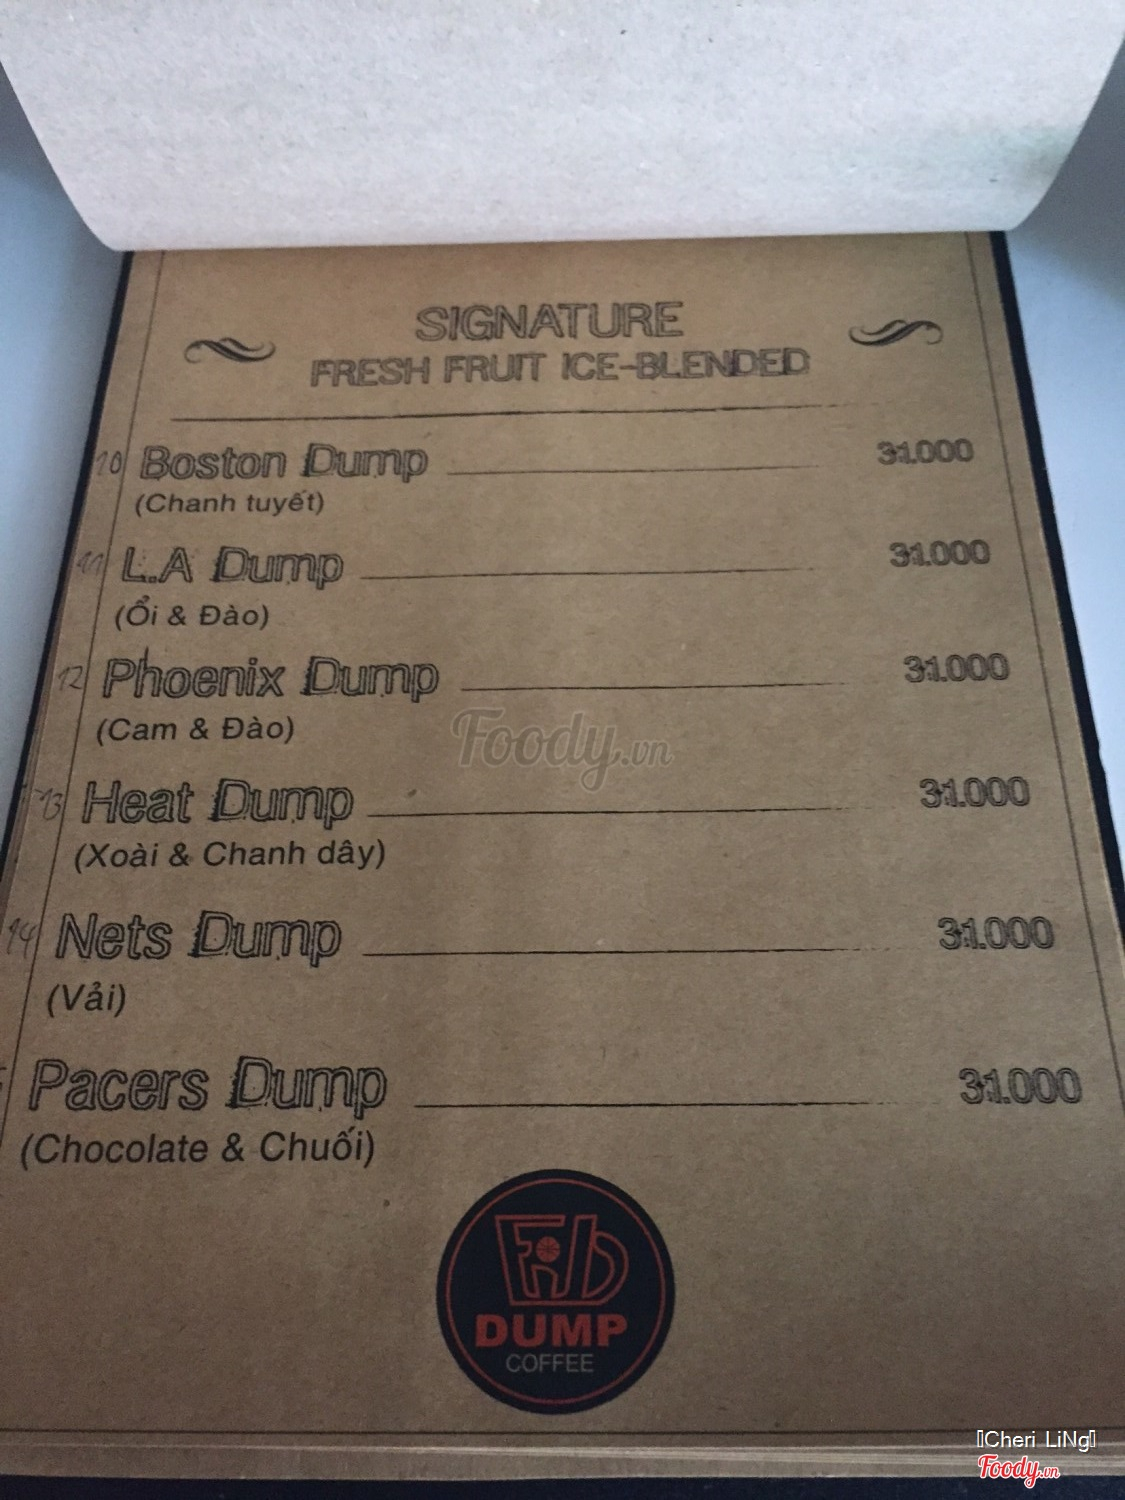 SIGNATURE
FRESH FRUIT ICE-BLENDED
10 Boston Dump 31.000
(Chanh tuyết)
11 L.A Dump 31.000
(Ổi & Đào)
12 Phoenix Dump 31.000
(Cam & Đào)
Foody.vn
13 Heat Dump 31.000
(Xoài & Chanh dây)
14 Nets Dump 31.000
(Vải)
Pacers Dump 31.000
(Chocolate & Chuối)
DUMP
COFFEE
Cheri LiNg
Foody.vn